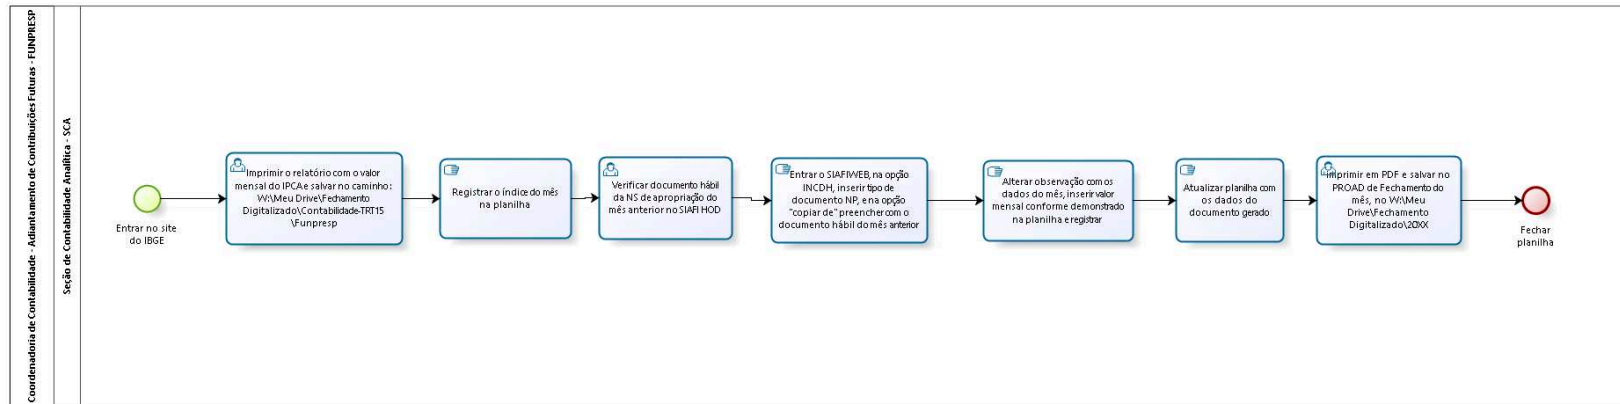 Coordenadoria de Contabilidade - Adiantamento de Contribuições Futuras - FUNPRESP
Seção de Contabilidade Analítica - SCA
Entrar no site
do IBGE
Imprimir o relatório com o valor
mensal do IPCA e salvar no caminho:
W:\Meu Drive\Fechamento
Digitalizado\Contabilidade-TRT15
\Funpresp
Registrar o índice do mês
na planilha
Verificar documento hábil
da NS de apropriação do
mês anterior no SIAFI HOD
Entrar o SIAFIWEB, na opção
INCDH, inserir tipo de
documento NP, e na opção
"copiar de" preencher com o
documento hábil do mês anterior
Alterar observação com os
dados do mês, inserir valor
mensal conforme demonstrado
na planilha e registrar
Atualizar planilha com
os dados do
documento gerado
Imprimir em PDF e salvar no
PROAD de Fechamento do
mês, no W:\Meu
Drive\Fechamento
Digitalizado\20XX
Fechar
planilha